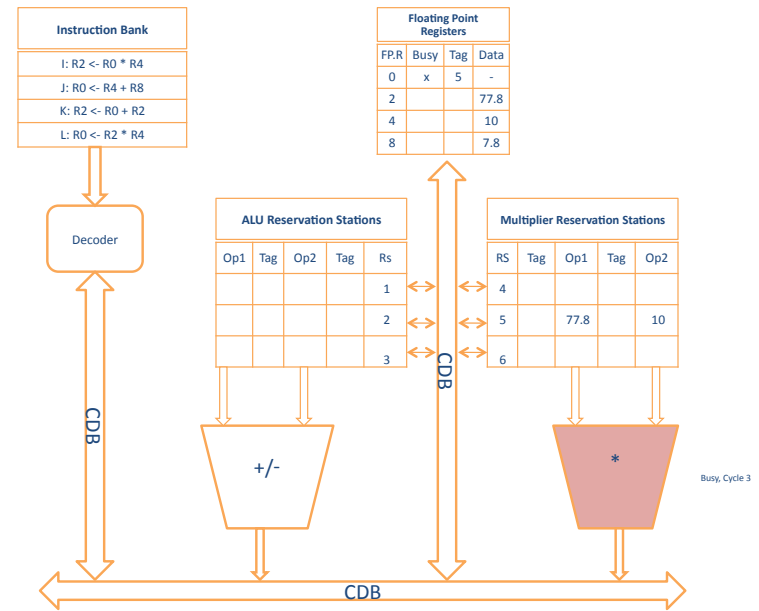 Instruction Bank
I: R2 <- R0 * R4
J: R0 <- R4 + R8
K: R2 <- R0 + R2
L: R0 <- R2 * R4
Floating Point
Registers
FP.R Busy Tag Data
0 x 5 -
2 77.8
4 10
8 7.8
Decoder
ALU Reservation Stations
Op1 Tag Op2 Tag Rs
1
2
3
Multiplier Reservation Stations
RS Tag Op1 Tag Op2
4
5 77.8 10
6
CDB
CDB
+/-
*
Busy, Cycle 3
CDB